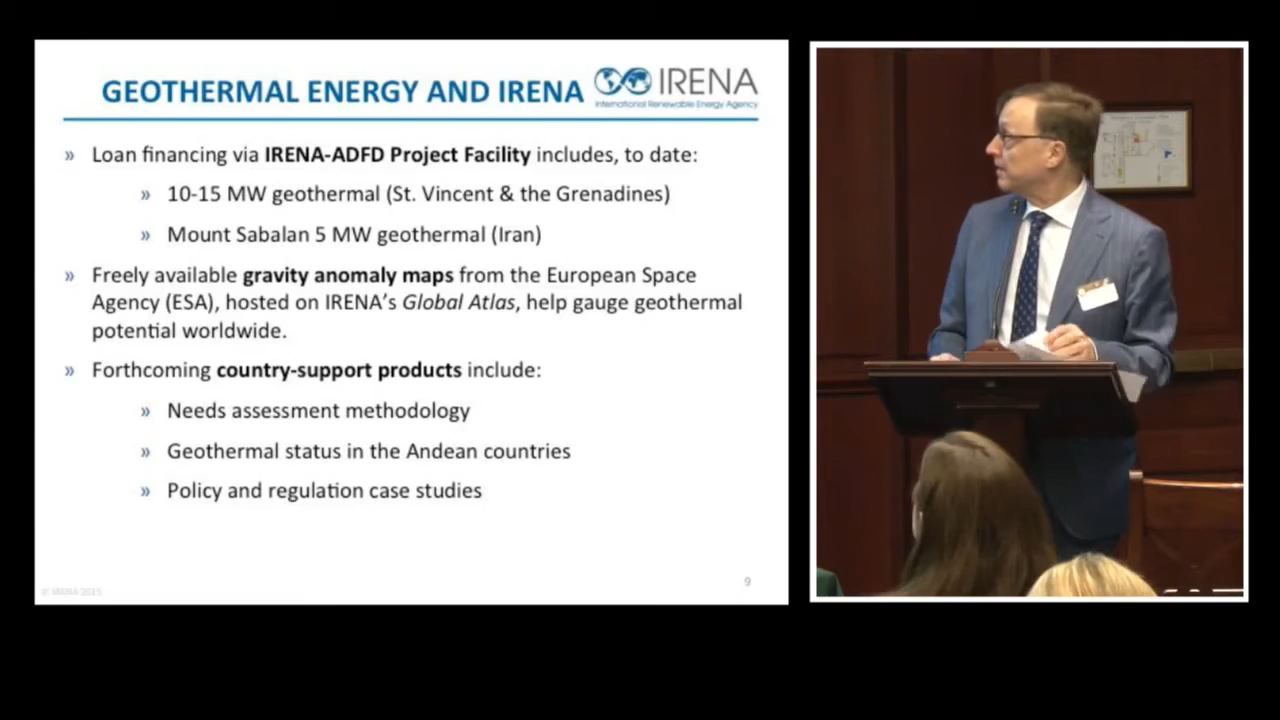 GEOTHERMAL ENERGY AND IRENA
IRENA
International Renewable Energy Agency
» Loan financing via IRENA-ADFD Project Facility includes, to date:
» 10-15 MW geothermal (St. Vincent & the Grenadines)
» Mount Sabalan 5 MW geothermal (Iran)
» Freely available gravity anomaly maps from the European Space
Agency (ESA), hosted on IRENA’s Global Atlas, help gauge geothermal
potential worldwide.
» Forthcoming country-support products include:
» Needs assessment methodology
» Geothermal status in the Andean countries
» Policy and regulation case studies
© IRENA 2015
9